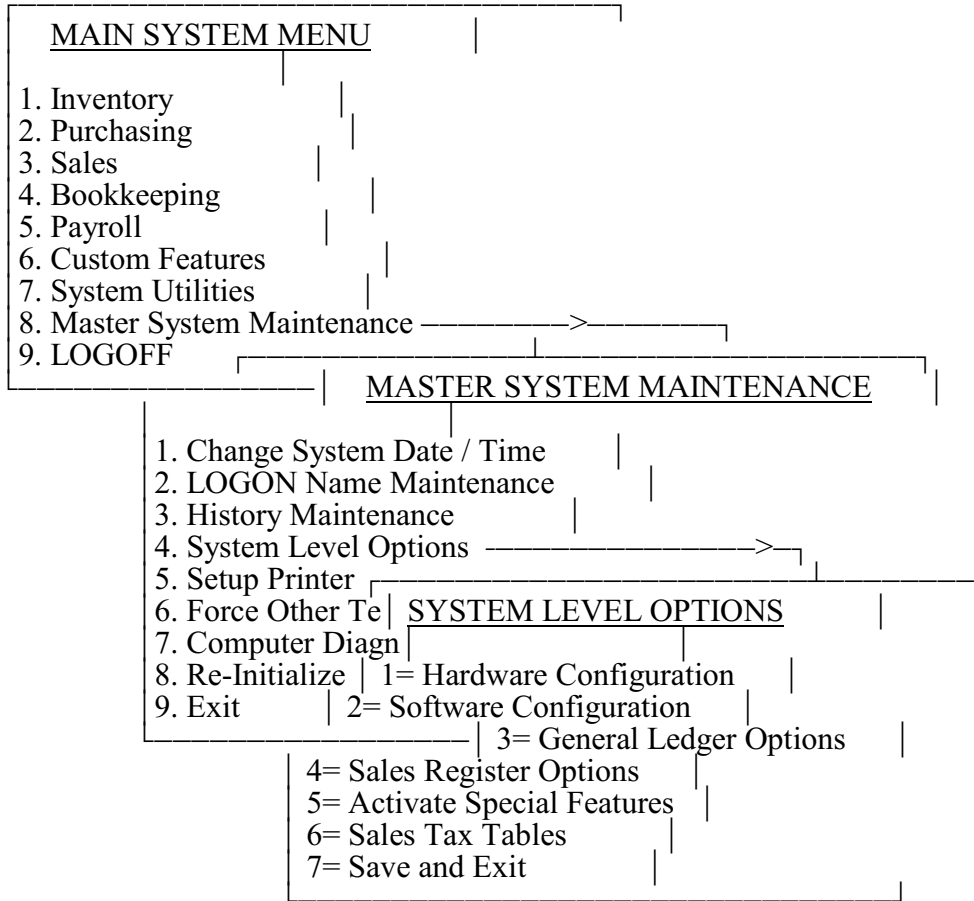 MAIN SYSTEM MENU
1. Inventory
2. Purchasing
3. Sales
4. Bookkeeping
5. Payroll
6. Custom Features
7. System Utilities
8. Master System Maintenance ————————>———————
9. LOGOFF
MASTER SYSTEM MAINTENANCE
1. Change System Date / Time
2. LOGON Name Maintenance
3. History Maintenance
4. System Level Options ——————————————>—
5. Setup Printer
6. Force Other Te| SYSTEM LEVEL OPTIONS
7. Computer Diagn
8. Re-Initialize | 1= Hardware Configuration
9. Exit | 2= Software Configuration
3= General Ledger Options
4= Sales Register Options
5= Activate Special Features
6= Sales Tax Tables
7= Save and Exit